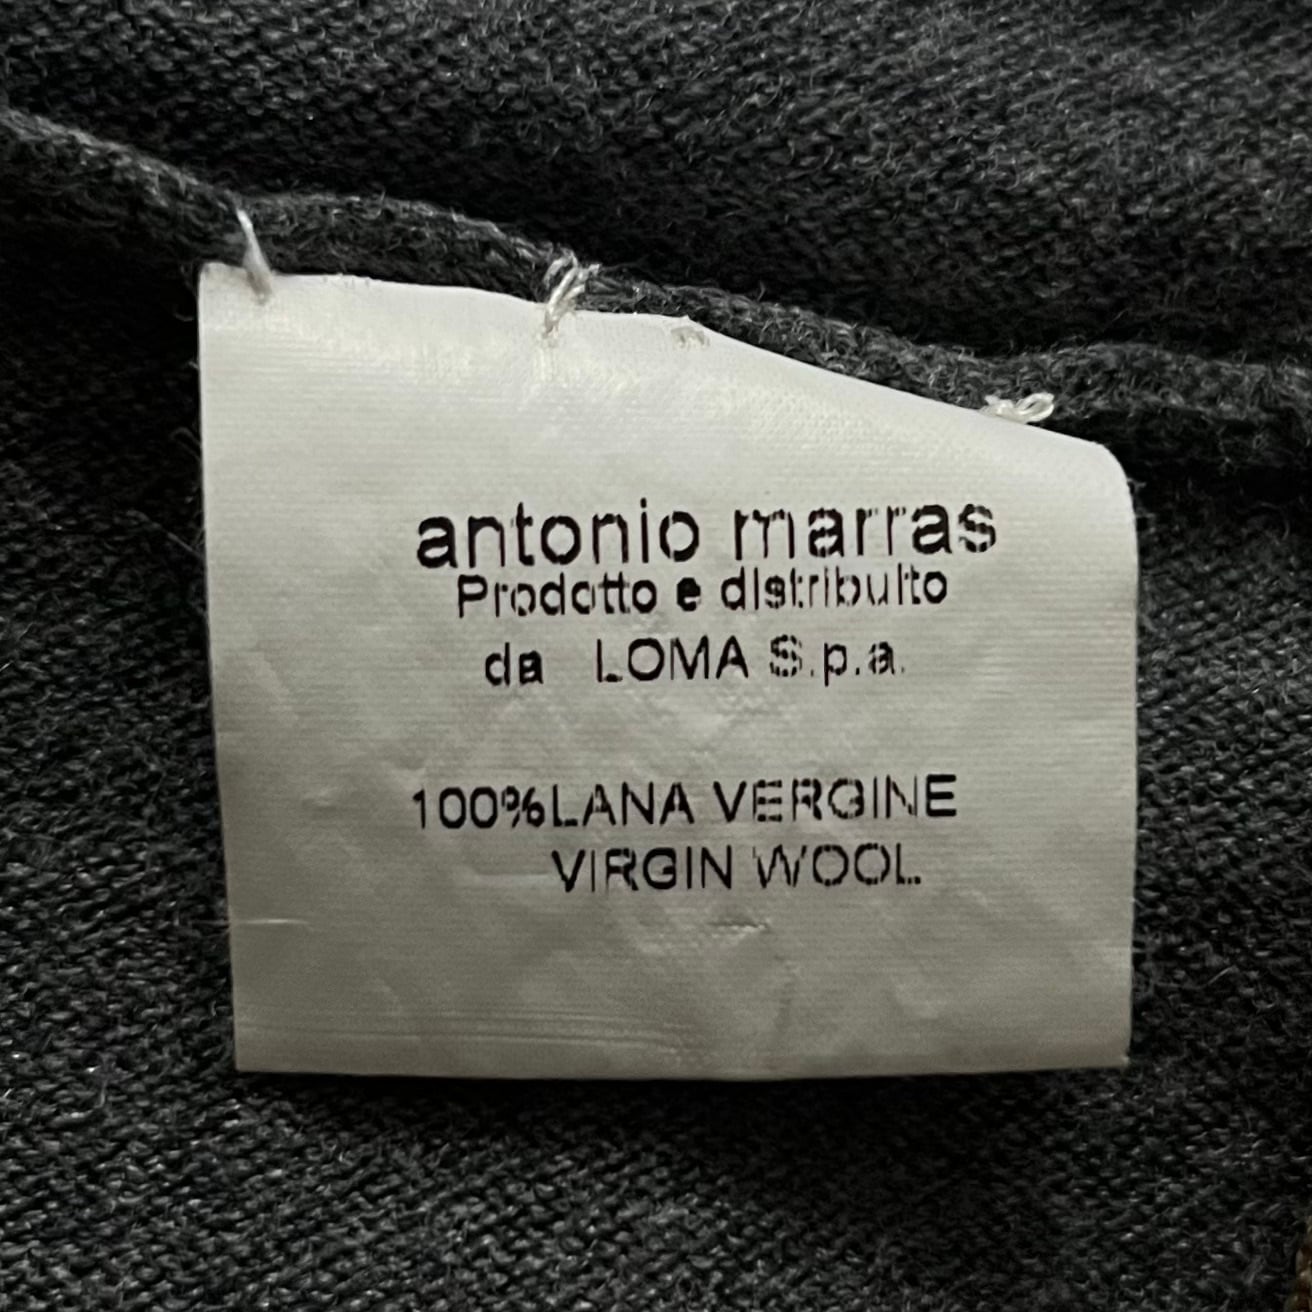 antonio marras
Prodotto e distribuito
da LOMA S.p.a.
100%LANA VERGINE
VIRGIN WOOL